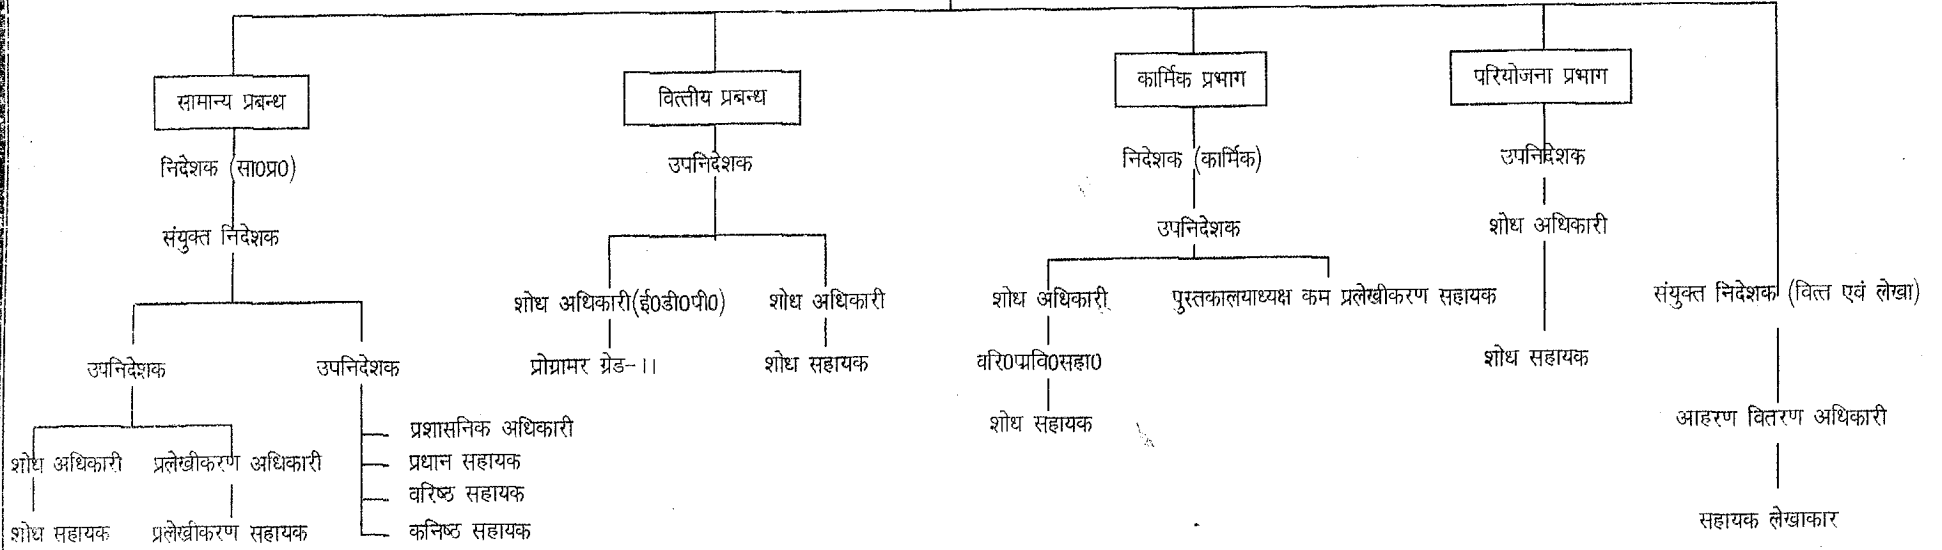 सामान्य प्रबन्ध
निदेशक (सा0प्र0)
संयुक्त निदेशक
उपनिदेशक
शोध अधिकारी
शोध सहायक
प्रलेखीकरण अधिकारी
प्रलेखीकरण सहायक
उपनिदेशक
प्रशासनिक अधिकारी
प्रधान सहायक
वरिष्ठ सहायक
कनिष्ठ सहायक
वित्तीय प्रबन्ध
उपनिदेशक
शोध अधिकारी(ई0डी0पी0)
प्रोग्रामर ग्रेड-II
शोध अधिकारी
शोध सहायक
कार्मिक प्रभाग
निदेशक (कार्मिक)
उपनिदेशक
शोध अधिकारी
वरि0प्रावि0सहा0
शोध सहायक
पुस्तकालयाध्यक्ष कम प्रलेखीकरण सहायक
परियोजना प्रभाग
उपनिदेशक
शोध अधिकारी
शोध सहायक
संयुक्त निदेशक (वित्त एवं लेखा)
आहरण वितरण अधिकारी
सहायक लेखाकार